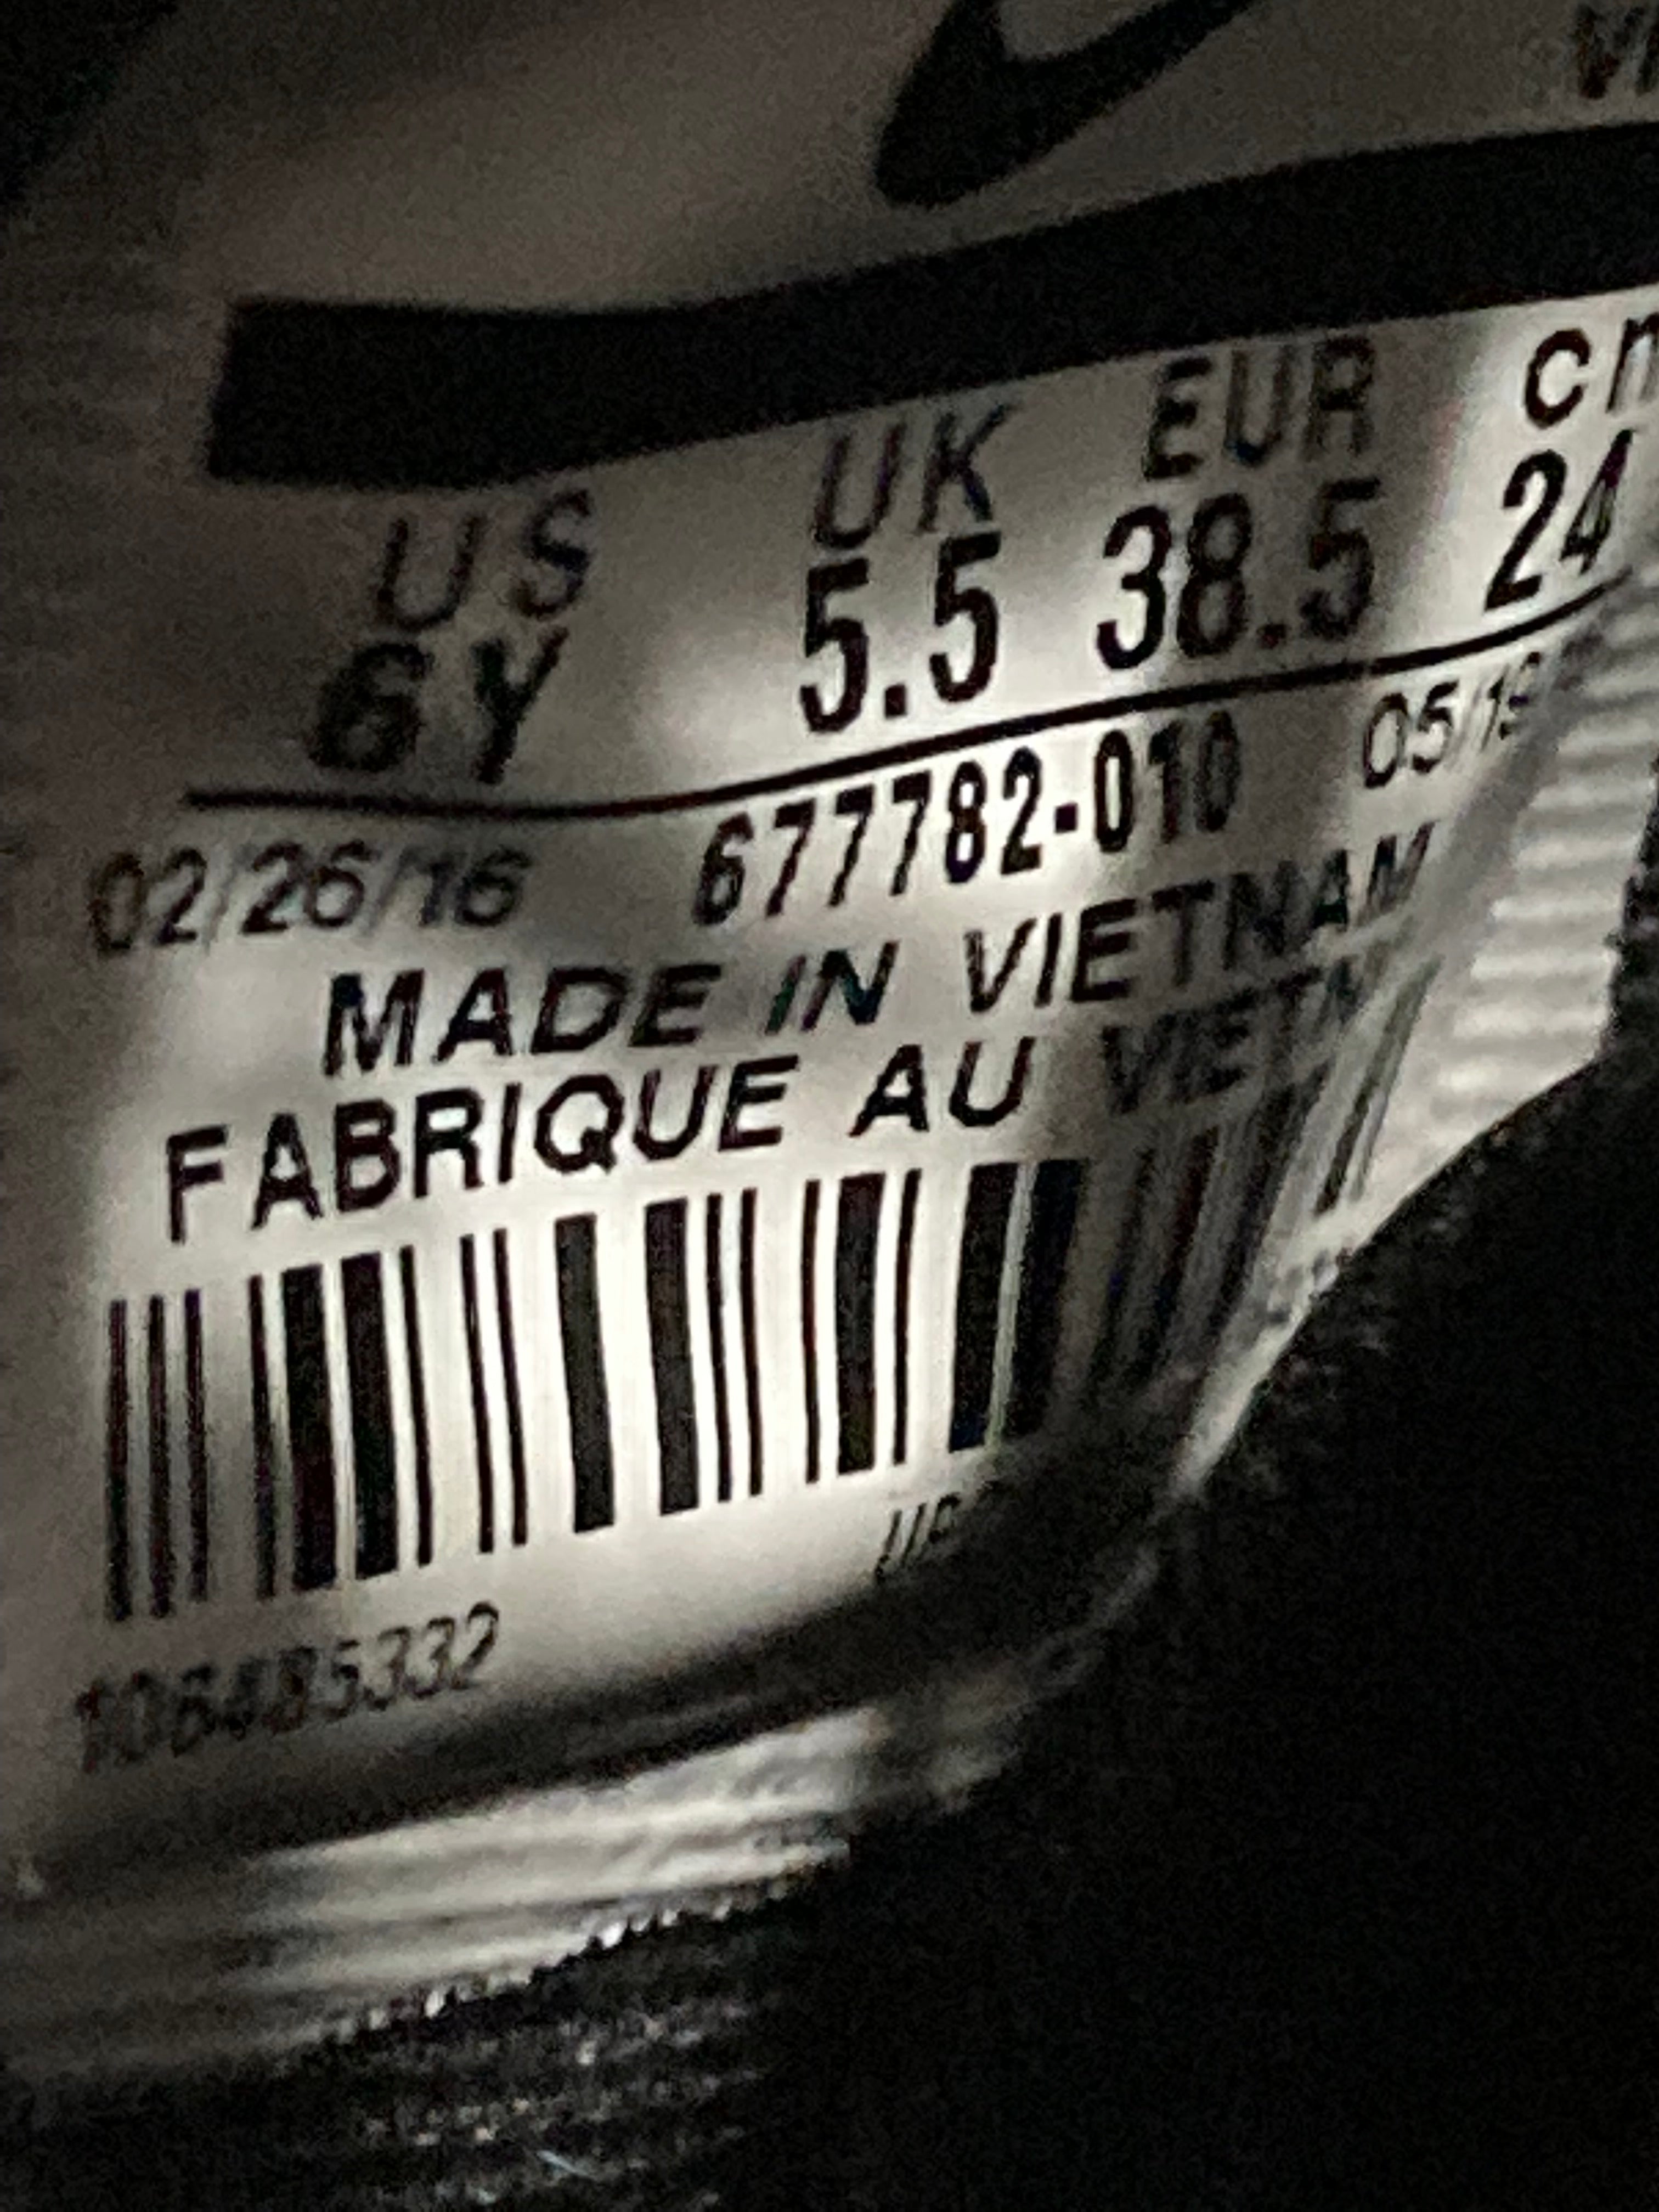 US UK EUR
6Y 5.5 38.5 24
02/26/16 677782-010
MADE IN VIETNAM
FABRIQUE AU